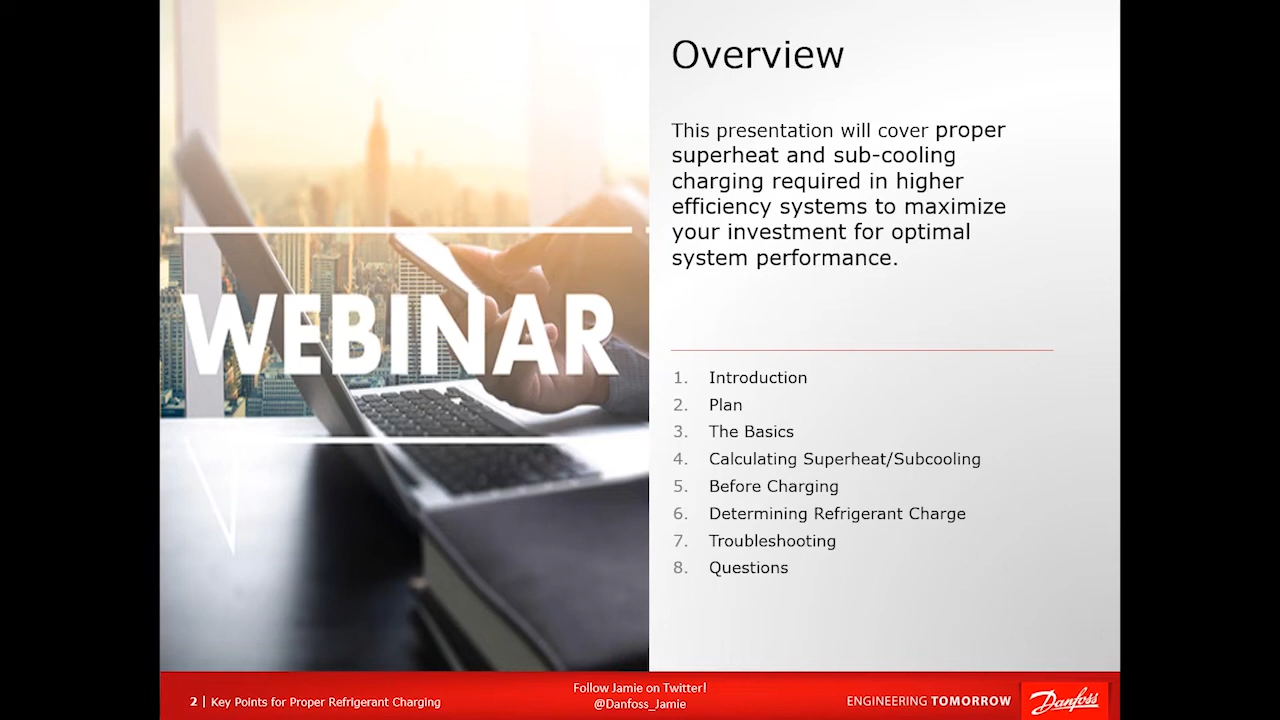 WEBINAR
Overview
This presentation will cover proper
superheat and sub-cooling
charging required in higher
efficiency systems to maximize
your investment for optimal
system performance.
1. Introduction
2. Plan
3. The Basics
4. Calculating Superheat/Subcooling
5. Before Charging
6. Determining Refrigerant Charge
7. Troubleshooting
8. Questions
2 | Key Points for Proper Refrigerant Charging
Follow Jamie on Twitter!
@Danfoss_Jamie
ENGINEERING TOMORROW
Danfoss